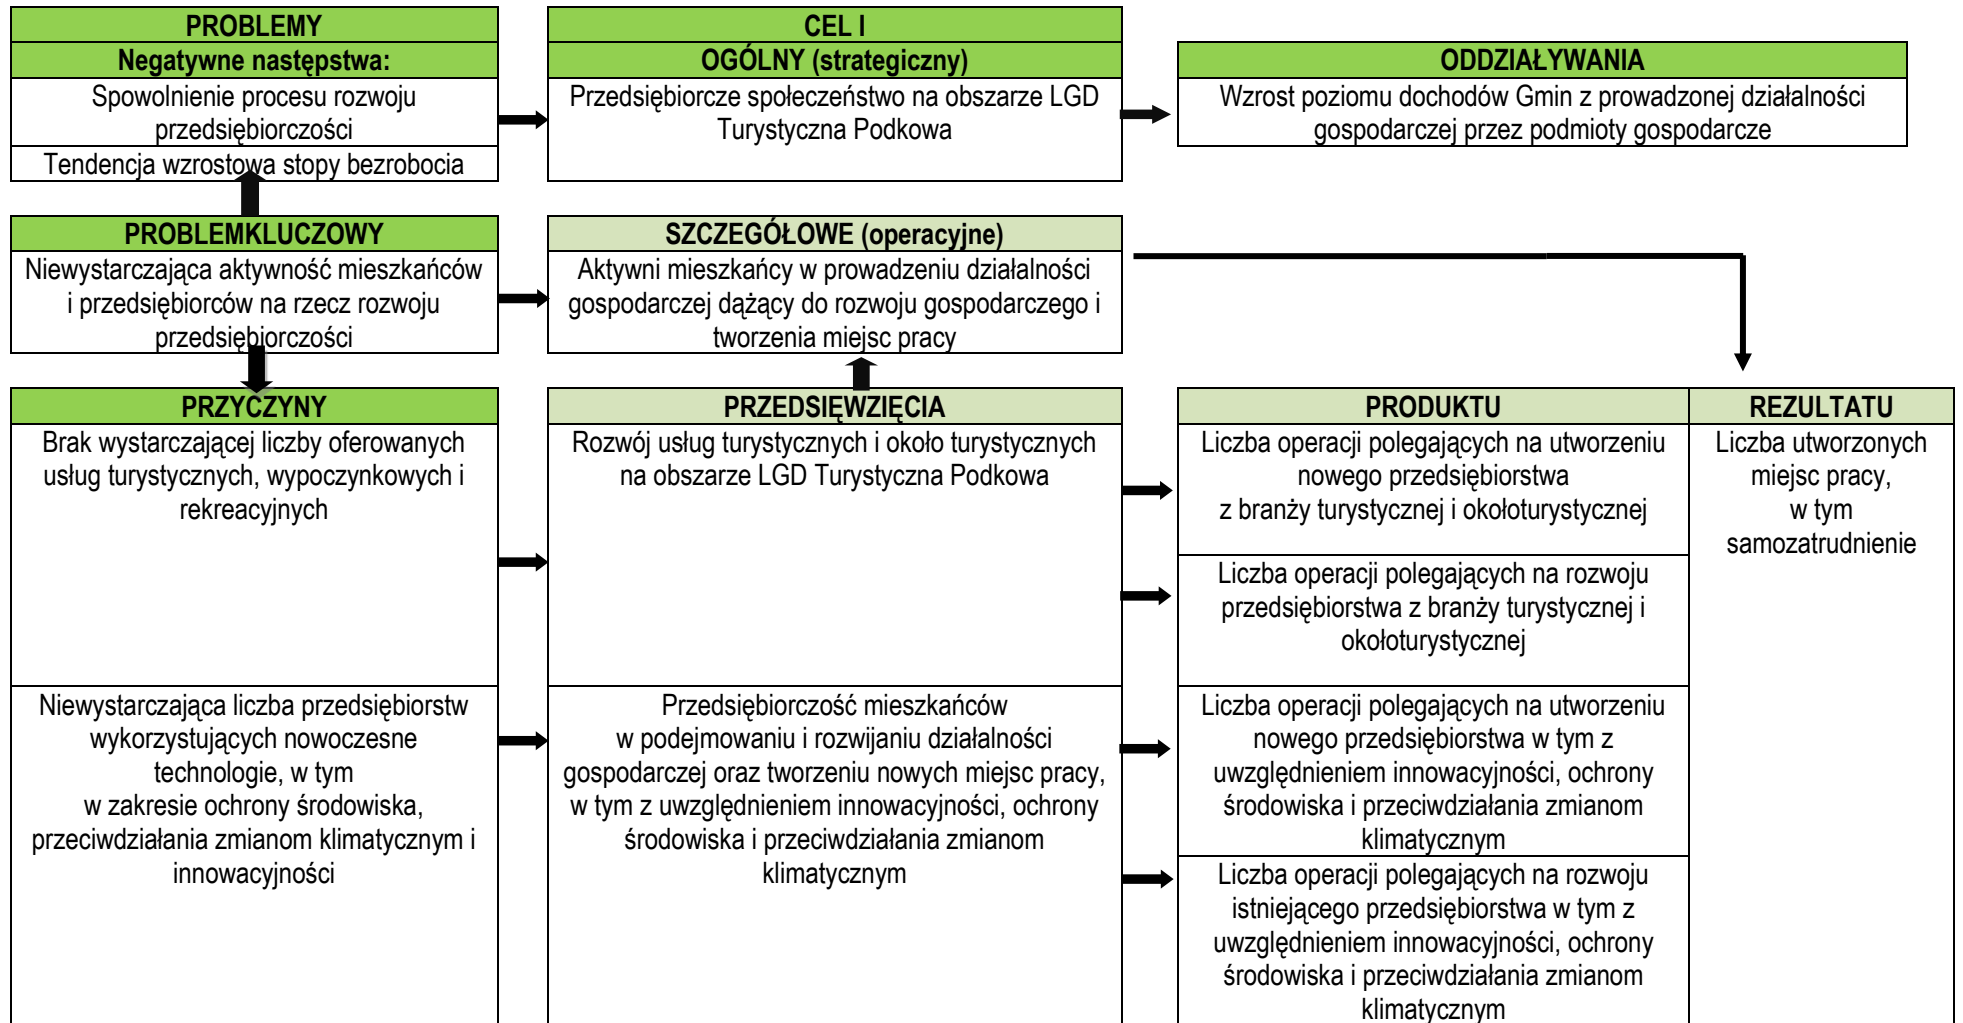 PROBLEMY
Negatywne następstwa:
Spowolnienie procesu rozwoju
przedsiębiorczości
Tendencja wzrostowa stopy bezrobocia
CEL I
OGÓLNY (strategiczny)
Przedsiębiorcze społeczeństwo na obszarze LGD
Turystyczna Podkowa
ODDZIAŁYWANIA
Wzrost poziomu dochodów Gmin z prowadzonej działalności
gospodarczej przez podmioty gospodarcze
PROBLEMKLUCZOWY
Niewystarczająca aktywność mieszkańców
i przedsiębiorców na rzecz rozwoju
przedsiębiorczości
SZCZEGÓŁOWE (operacyjne)
Aktywni mieszkańcy w prowadzeniu działalności
gospodarczej dążący do rozwoju gospodarczego i
tworzenia miejsc pracy
PRZYCZYNY
Brak wystarczającej liczby oferowanych
usług turystycznych, wypoczynkowych i
rekreacyjnych
Niewystarczająca liczba przedsiębiorstw
wykorzystujących nowoczesne
technologie, w tym
w zakresie ochrony środowiska,
przeciwdziałania zmianom klimatycznym i
innowacyjności
PRZEDSIĘWZIĘCIA
Rozwój usług turystycznych i około turystycznych
na obszarze LGD Turystyczna Podkowa
Przedsiębiorczość mieszkańców
w podejmowaniu i rozwijaniu działalności
gospodarczej oraz tworzeniu nowych miejsc pracy,
w tym z uwzględnieniem innowacyjności, ochrony
środowiska i przeciwdziałania zmianom
klimatycznym
PRODUKTU
Liczba operacji polegających na utworzeniu
nowego przedsiębiorstwa
z branży turystycznej i okołoturystycznej
Liczba operacji polegających na rozwoju
przedsiębiorstwa z branży turystycznej i
okołoturystycznej
Liczba operacji polegających na utworzeniu
nowego przedsiębiorstwa w tym z
uwzględnieniem innowacyjności, ochrony
środowiska i przeciwdziałania zmianom
klimatycznym
Liczba operacji polegających na rozwoju
istniejącego przedsiębiorstwa w tym z
uwzględnieniem innowacyjności, ochrony
środowiska i przeciwdziałania zmianom
klimatycznym
REZULTATU
Liczba utworzonych
miejsc pracy,
w tym
samozatrudnienie